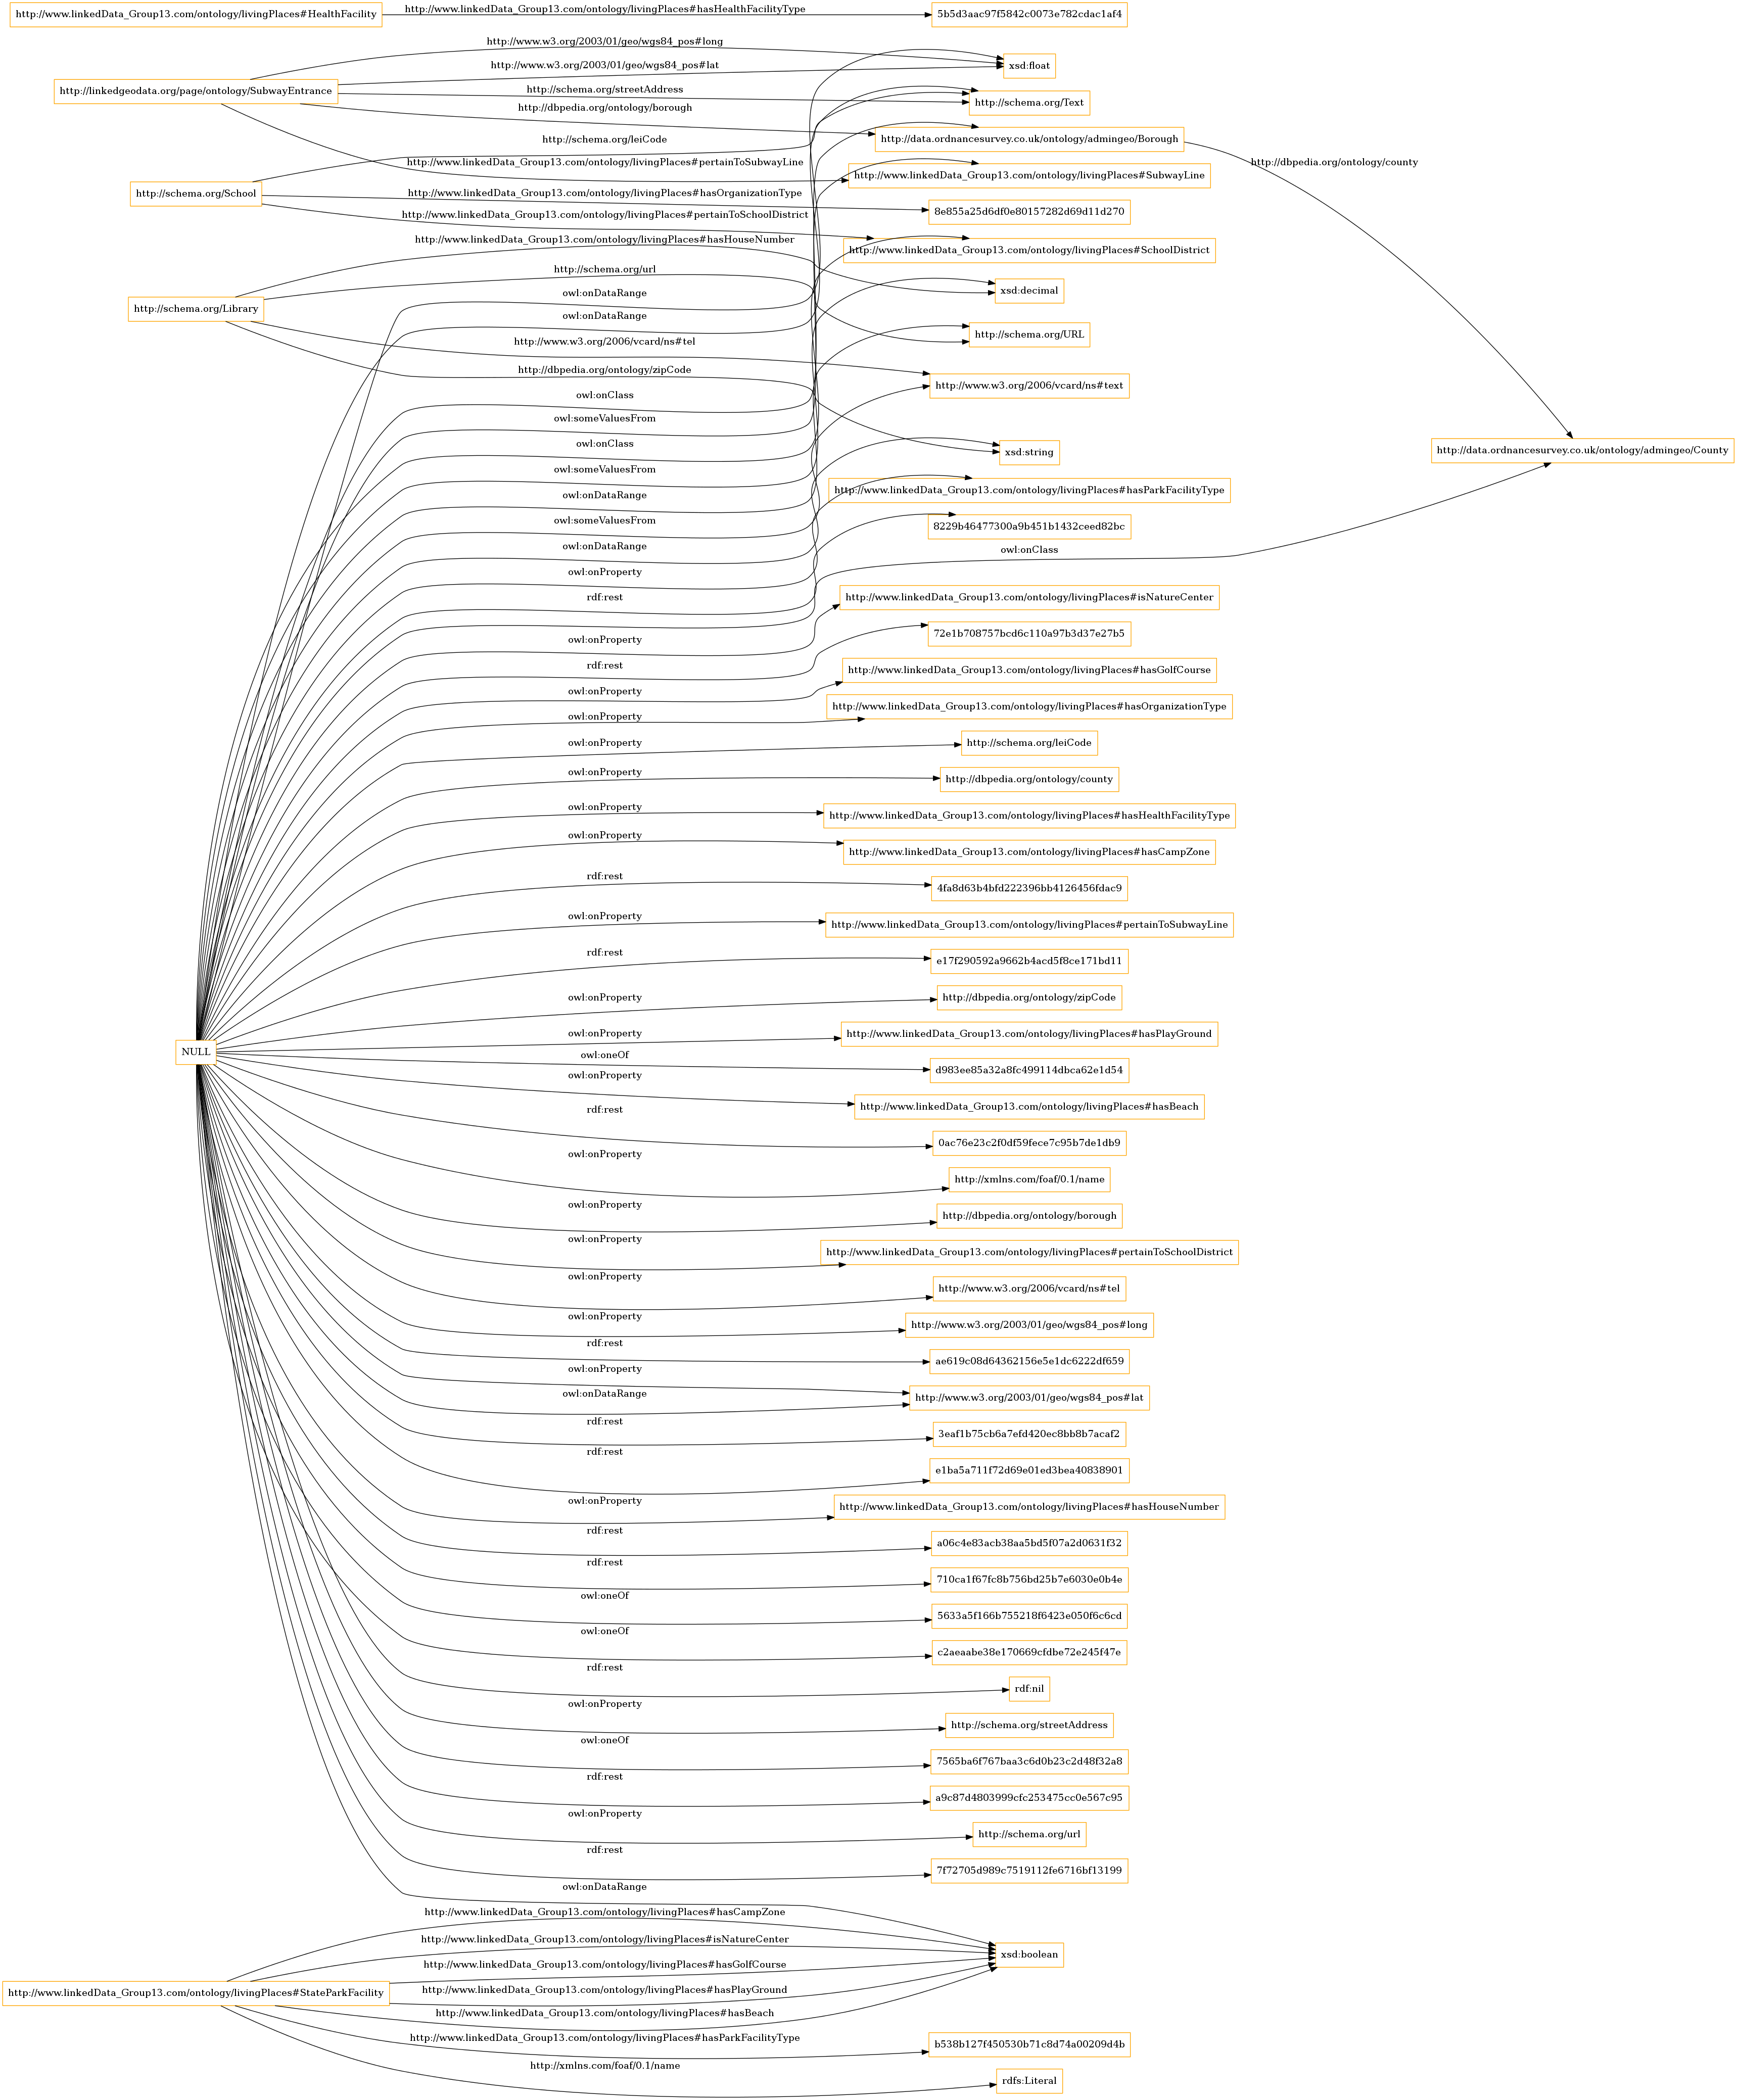 http://www.linkedData_Group13.com/ontology/livingPlaces#HealthFacility
http://www.linkedData_Group13.com/ontology/livingPlaces#hasHealthFacilityType
5b5d3aac97f5842c0073e782cdac1af4
http://www.w3.org/2003/01/geo/wgs84_pos#long
xsd:float
http://www.w3.org/2003/01/geo/wgs84_pos#lat
http://linkedgeodata.org/page/ontology/SubwayEntrance
http://schema.org/streetAddress
http://schema.org/Text
http://dbpedia.org/ontology/borough
http://schema.org/leiCode
http://data.ordnancesurvey.co.uk/ontology/admingeo/Borough
http://www.linkedData_Group13.com/ontology/livingPlaces#pertainToSubwayLine
http://dbpedia.org/ontology/county
http://www.linkedData_Group13.com/ontology/livingPlaces#SubwayLine
http://schema.org/School
http://www.linkedData_Group13.com/ontology/livingPlaces#hasOrganizationType
8e855a25d6df0e80157282d69d11d270
http://www.linkedData_Group13.com/ontology/livingPlaces#pertainToSchoolDistrict
http://www.linkedData_Group13.com/ontology/livingPlaces#hasHouseNumber
http://www.linkedData_Group13.com/ontology/livingPlaces#SchoolDistrict
http://schema.org/url
owl:onDataRange
xsd:decimal
http://schema.org/Library
owl:onDataRange
http://schema.org/URL
http://www.w3.org/2006/vcard/ns#tel
http://dbpedia.org/ontology/zipCode
http://www.w3.org/2006/vcard/ns#text
owl:onClass
owl:someValuesFrom
owl:onClass
xsd:string
http://data.ordnancesurvey.co.uk/ontology/admingeo/County
owl:someValuesFrom
http://www.linkedData_Group13.com/ontology/livingPlaces#hasParkFacilityType
owl:onDataRange
owl:someValuesFrom
8229b46477300a9b451b1432ceed82bc
owl:onDataRange
owl:onClass
owl:onProperty
rdf:rest
http://www.linkedData_Group13.com/ontology/livingPlaces#isNatureCenter
owl:onProperty
72e1b708757bcd6c110a97b3d37e27b5
rdf:rest
http://www.linkedData_Group13.com/ontology/livingPlaces#hasGolfCourse
owl:onProperty
http://www.linkedData_Group13.com/ontology/livingPlaces#hasOrganizationType
owl:onProperty
owl:onProperty
http://schema.org/leiCode
owl:onProperty
http://dbpedia.org/ontology/county
owl:onProperty
http://www.linkedData_Group13.com/ontology/livingPlaces#hasHealthFacilityType
owl:onProperty
http://www.linkedData_Group13.com/ontology/livingPlaces#hasCampZone
rdf:rest
4fa8d63b4bfd222396bb4126456fdac9
owl:onProperty
http://www.linkedData_Group13.com/ontology/livingPlaces#pertainToSubwayLine
rdf:rest
e17f290592a9662b4acd5f8ce171bd11
owl:onProperty
http://dbpedia.org/ontology/zipCode
owl:onProperty
http://www.linkedData_Group13.com/ontology/livingPlaces#hasPlayGround
NULL
owl:oneOf
d983ee85a32a8fc499114dbca62e1d54
owl:onProperty
http://www.linkedData_Group13.com/ontology/livingPlaces#hasBeach
rdf:rest
0ac76e23c2f0df59fece7c95b7de1db9
owl:onProperty
http://xmlns.com/foaf/0.1/name
owl:onProperty
http://dbpedia.org/ontology/borough
owl:onProperty
http://www.linkedData_Group13.com/ontology/livingPlaces#pertainToSchoolDistrict
owl:onProperty
http://www.w3.org/2006/vcard/ns#tel
owl:onProperty
http://www.w3.org/2003/01/geo/wgs84_pos#long
rdf:rest
ae619c08d64362156e5e1dc6222df659
owl:onProperty
owl:onDataRange
http://www.w3.org/2003/01/geo/wgs84_pos#lat
rdf:rest
3eaf1b75cb6a7efd420ec8bb8b7acaf2
rdf:rest
e1ba5a711f72d69e01ed3bea40838901
owl:onProperty
http://www.linkedData_Group13.com/ontology/livingPlaces#hasHouseNumber
rdf:rest
a06c4e83acb38aa5bd5f07a2d0631f32
rdf:rest
710ca1f67fc8b756bd25b7e6030e0b4e
owl:oneOf
5633a5f166b755218f6423e050f6c6cd
owl:oneOf
c2aeaabe38e170669cfdbe72e245f47e
rdf:rest
rdf:nil
owl:onProperty
http://schema.org/streetAddress
owl:oneOf
7565ba6f767baa3c6d0b23c2d48f32a8
rdf:rest
a9c87d4803999cfc253475cc0e567c95
owl:onProperty
http://schema.org/url
rdf:rest
7f72705d989c7519112fe6716bf13199
owl:onDataRange
http://www.linkedData_Group13.com/ontology/livingPlaces#hasCampZone
http://www.linkedData_Group13.com/ontology/livingPlaces#isNatureCenter
xsd:boolean
http://www.linkedData_Group13.com/ontology/livingPlaces#hasGolfCourse
http://www.linkedData_Group13.com/ontology/livingPlaces#StateParkFacility
http://www.linkedData_Group13.com/ontology/livingPlaces#hasPlayGround
http://www.linkedData_Group13.com/ontology/livingPlaces#hasBeach
http://www.linkedData_Group13.com/ontology/livingPlaces#hasParkFacilityType
b538b127f450530b71c8d74a00209d4b
http://xmlns.com/foaf/0.1/name
rdfs:Literal